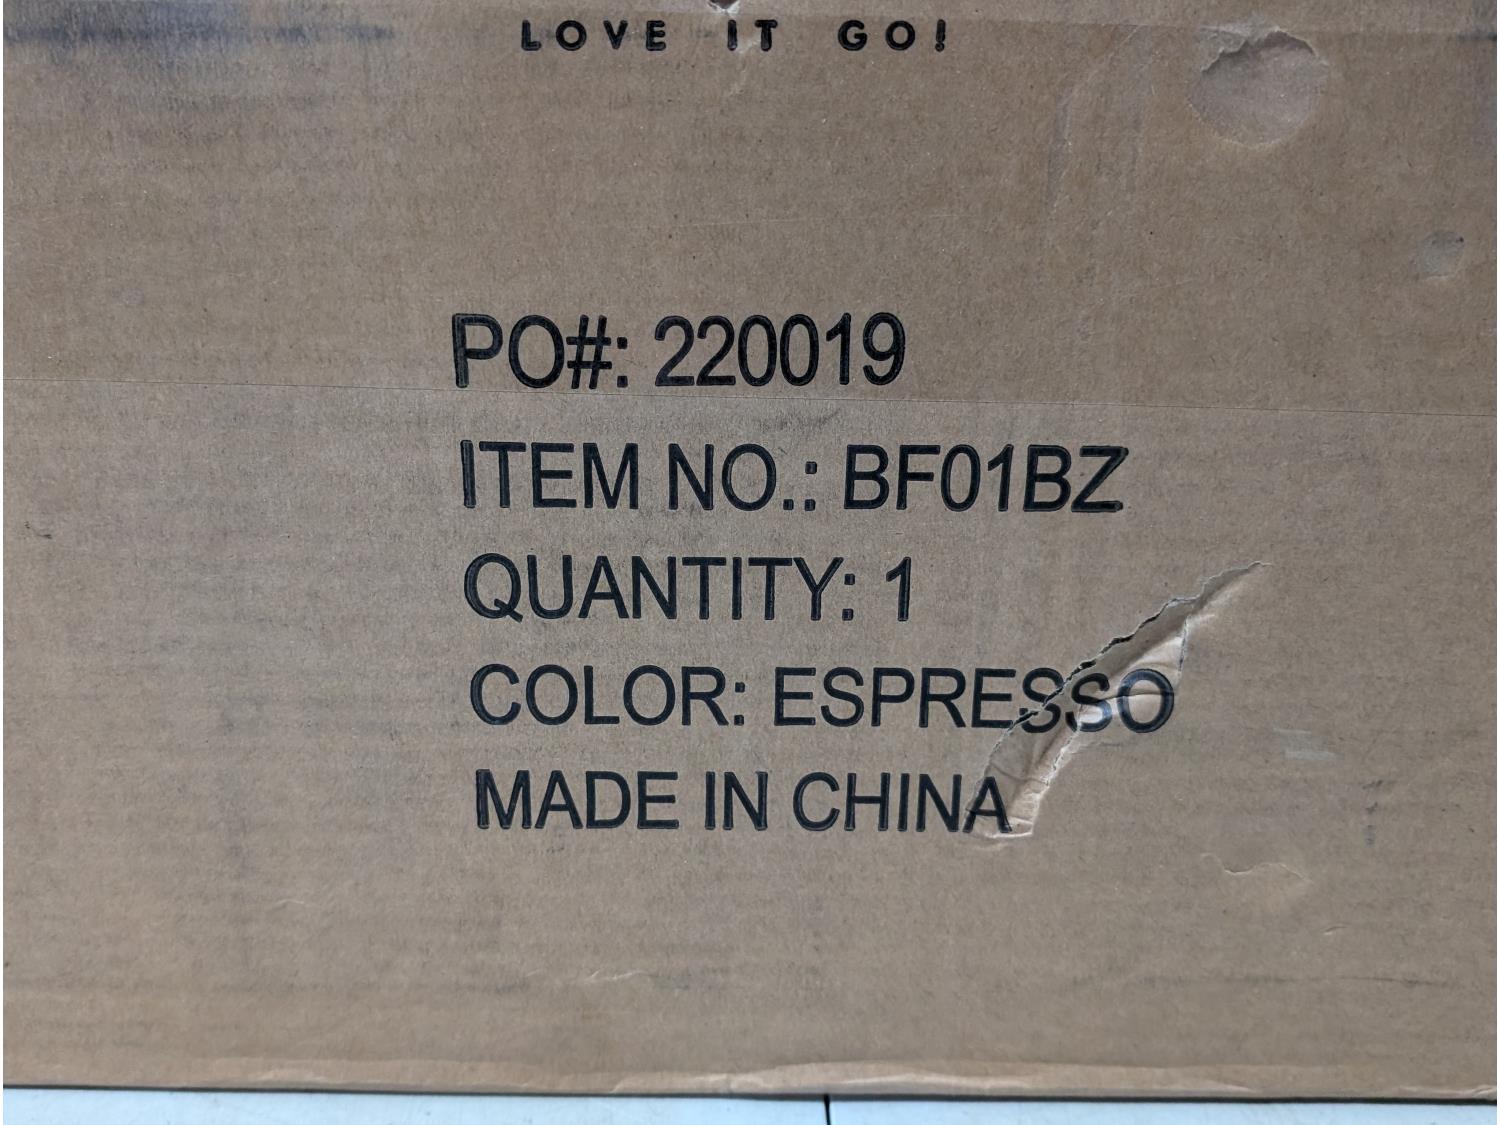 LOVE IT GO!
PO#: 220019
ITEM NO.: BF01BZ
QUANTITY: 1
COLOR: ESPRESSO
MADE IN CHINA